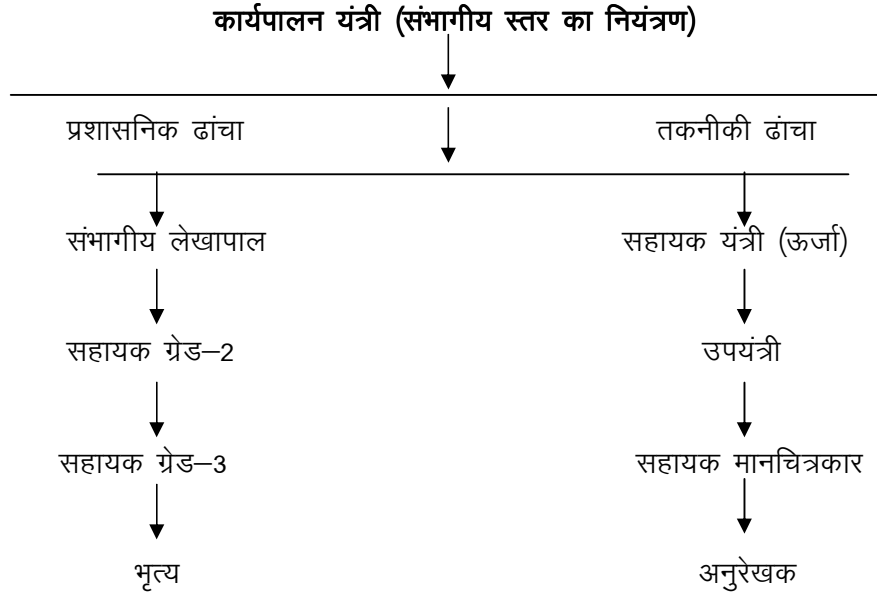 कार्यपालन यंत्री (संभागीय स्तर का नियंत्रण)
प्रशासनिक ढांचा तकनीकी ढांचा
संभागीय लेखापाल सहायक यंत्री (ऊर्जा)
सहायक ग्रेड–2 उपयंत्री
सहायक ग्रेड–3 सहायक मानचित्रकार
भृत्य अनुरेखक